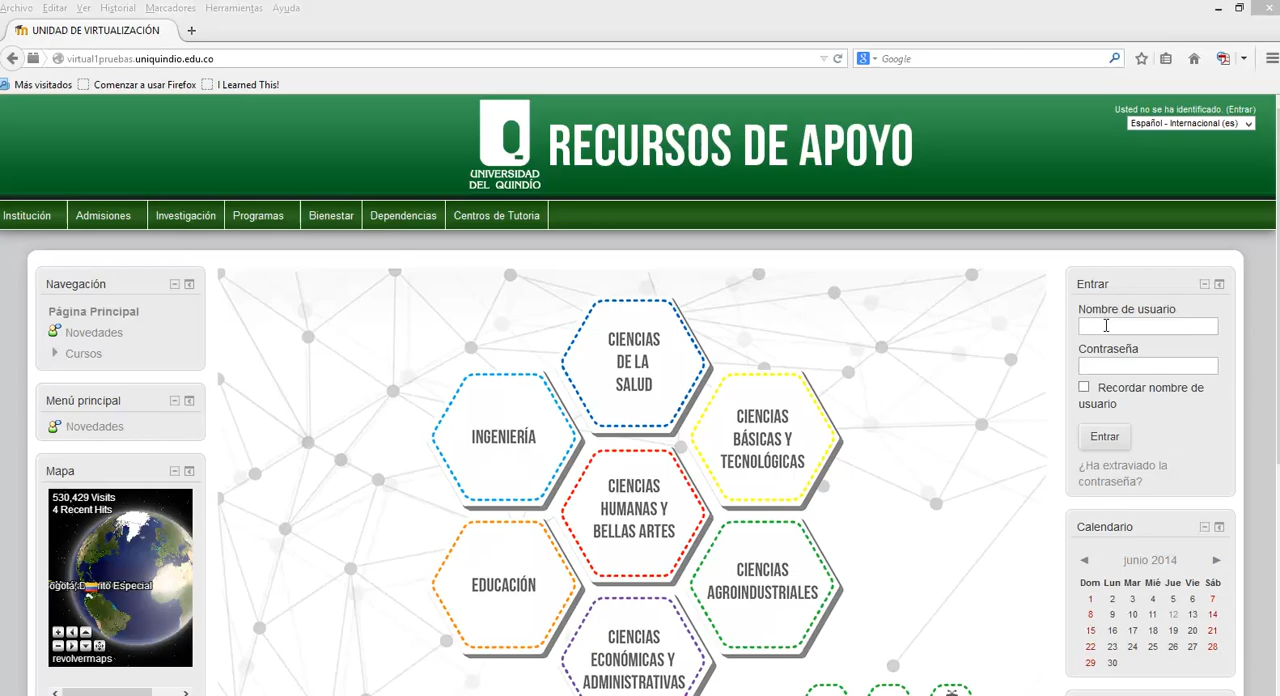 Archivo Editar Ver Historial Marcadores Herramientas Ayuda
UNIDAD DE VIRTUALIZACIÓN
virtual1pruebas.uniquindio.edu.co
Google
Más visitados Comenzar a usar Firefox I Learned This!
Usted no se ha identificado. (Entrar)
Español - Internacional (es)
UNIVERSIDAD
DEL QUINDÍO
RECURSOS DE APOYO
Institución Admisiones Investigación Programas Bienestar Dependencias Centros de Tutoria
Navegación
Página Principal
Novedades
Cursos
Menú principal
Novedades
Mapa
530,429 Visits
4 Recent Hits
ogotá, Distrito Especial
revolvermaps
CIENCIAS
DE LA
SALUD
INGENIERÍA
CIENCIAS
BÁSICAS Y
TECNOLÓGICAS
CIENCIAS
HUMANAS Y
BELLAS ARTES
EDUCACIÓN
CIENCIAS
AGROINDUSTRIALES
CIENCIAS
ECONÓMICAS Y
ADMINISTRATIVAS
Entrar
Nombre de usuario
Contraseña
Recordar nombre de
usuario
Entrar
¿Ha extraviado la
contraseña?
Calendario
junio 2014
Dom Lun Mar Mié Jue Vie Sáb
1 2 3 4 5 6 7
8 9 10 11 12 13 14
15 16 17 18 19 20 21
22 23 24 25 26 27 28
29 30